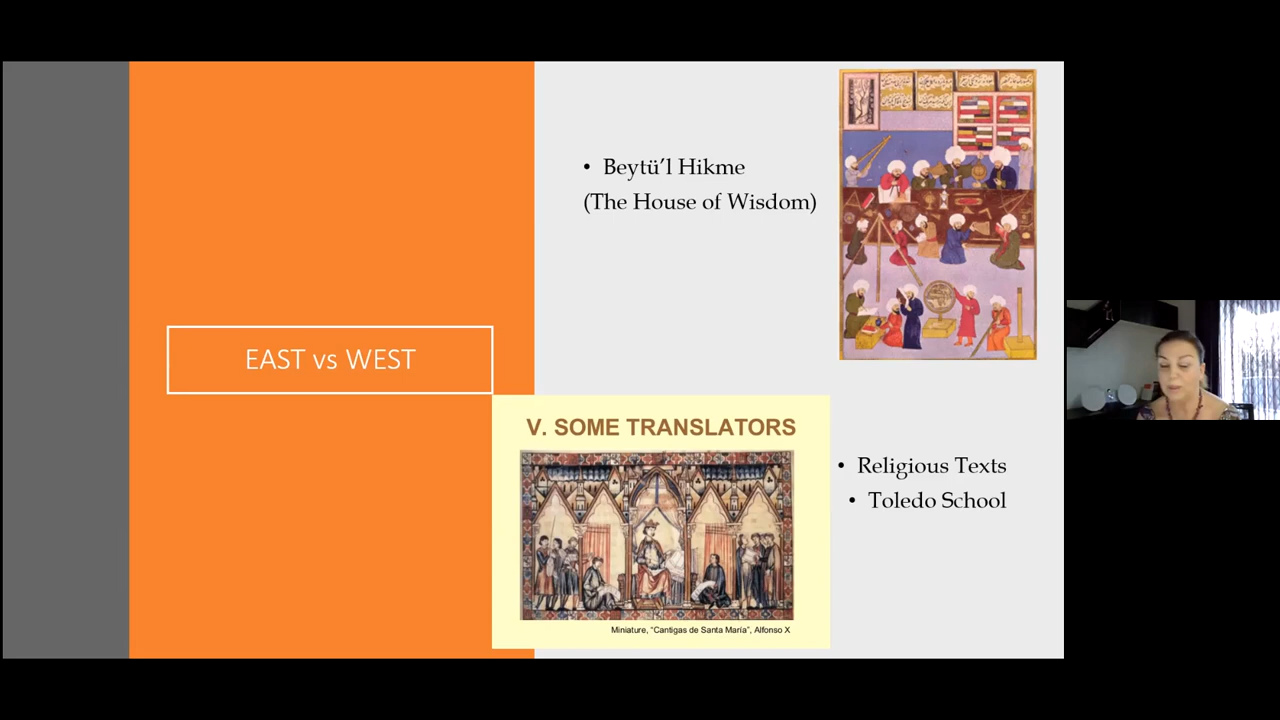 EAST vs WEST
• Beytü’l Hikme
(The House of Wisdom)
V. SOME TRANSLATORS
Miniature, “Cantigas de Santa María”, Alfonso X
• Religious Texts
• Toledo School